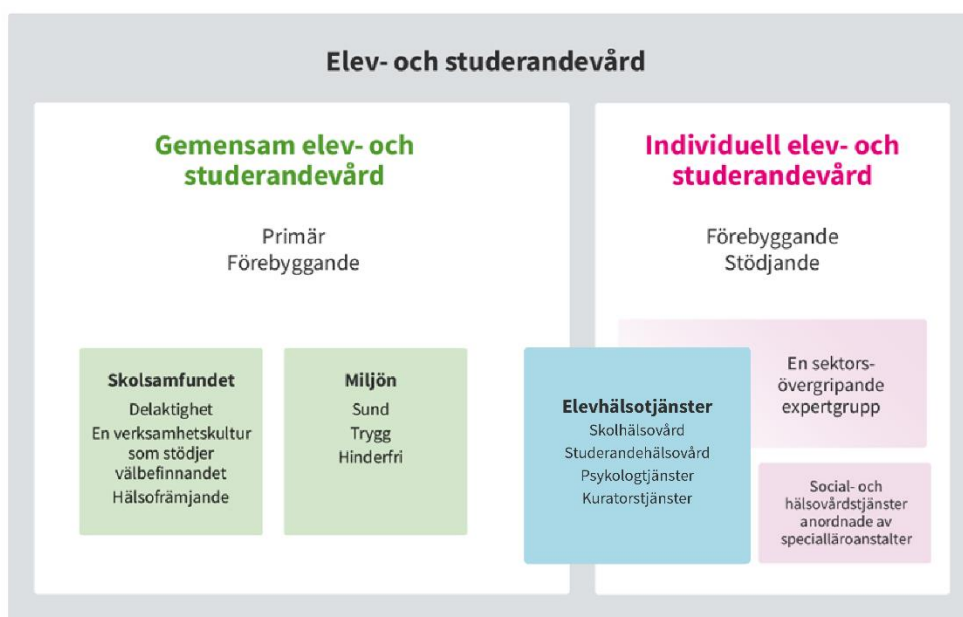 Elev- och studerandevård
Gemensam elev- och
studerandevård
Primär
Förebyggande
Skolsamfundet
Delaktighet
En verksamhetskultur
som stödjer
välbefinnandet
Hälsofrämjande
Miljön
Sund
Trygg
Hinderfri
Elevhälsotjänster
Skolhälsovård
Studerandehälsovård
Psykologtjänster
Kuratorstjänster
Individuell elev- och
studerandevård
Förebyggande
Stödjande
En sektors-
övergripande
expertgrupp
Social- och
hälsovårdstjänster
anordnade av
specialläroanstalter